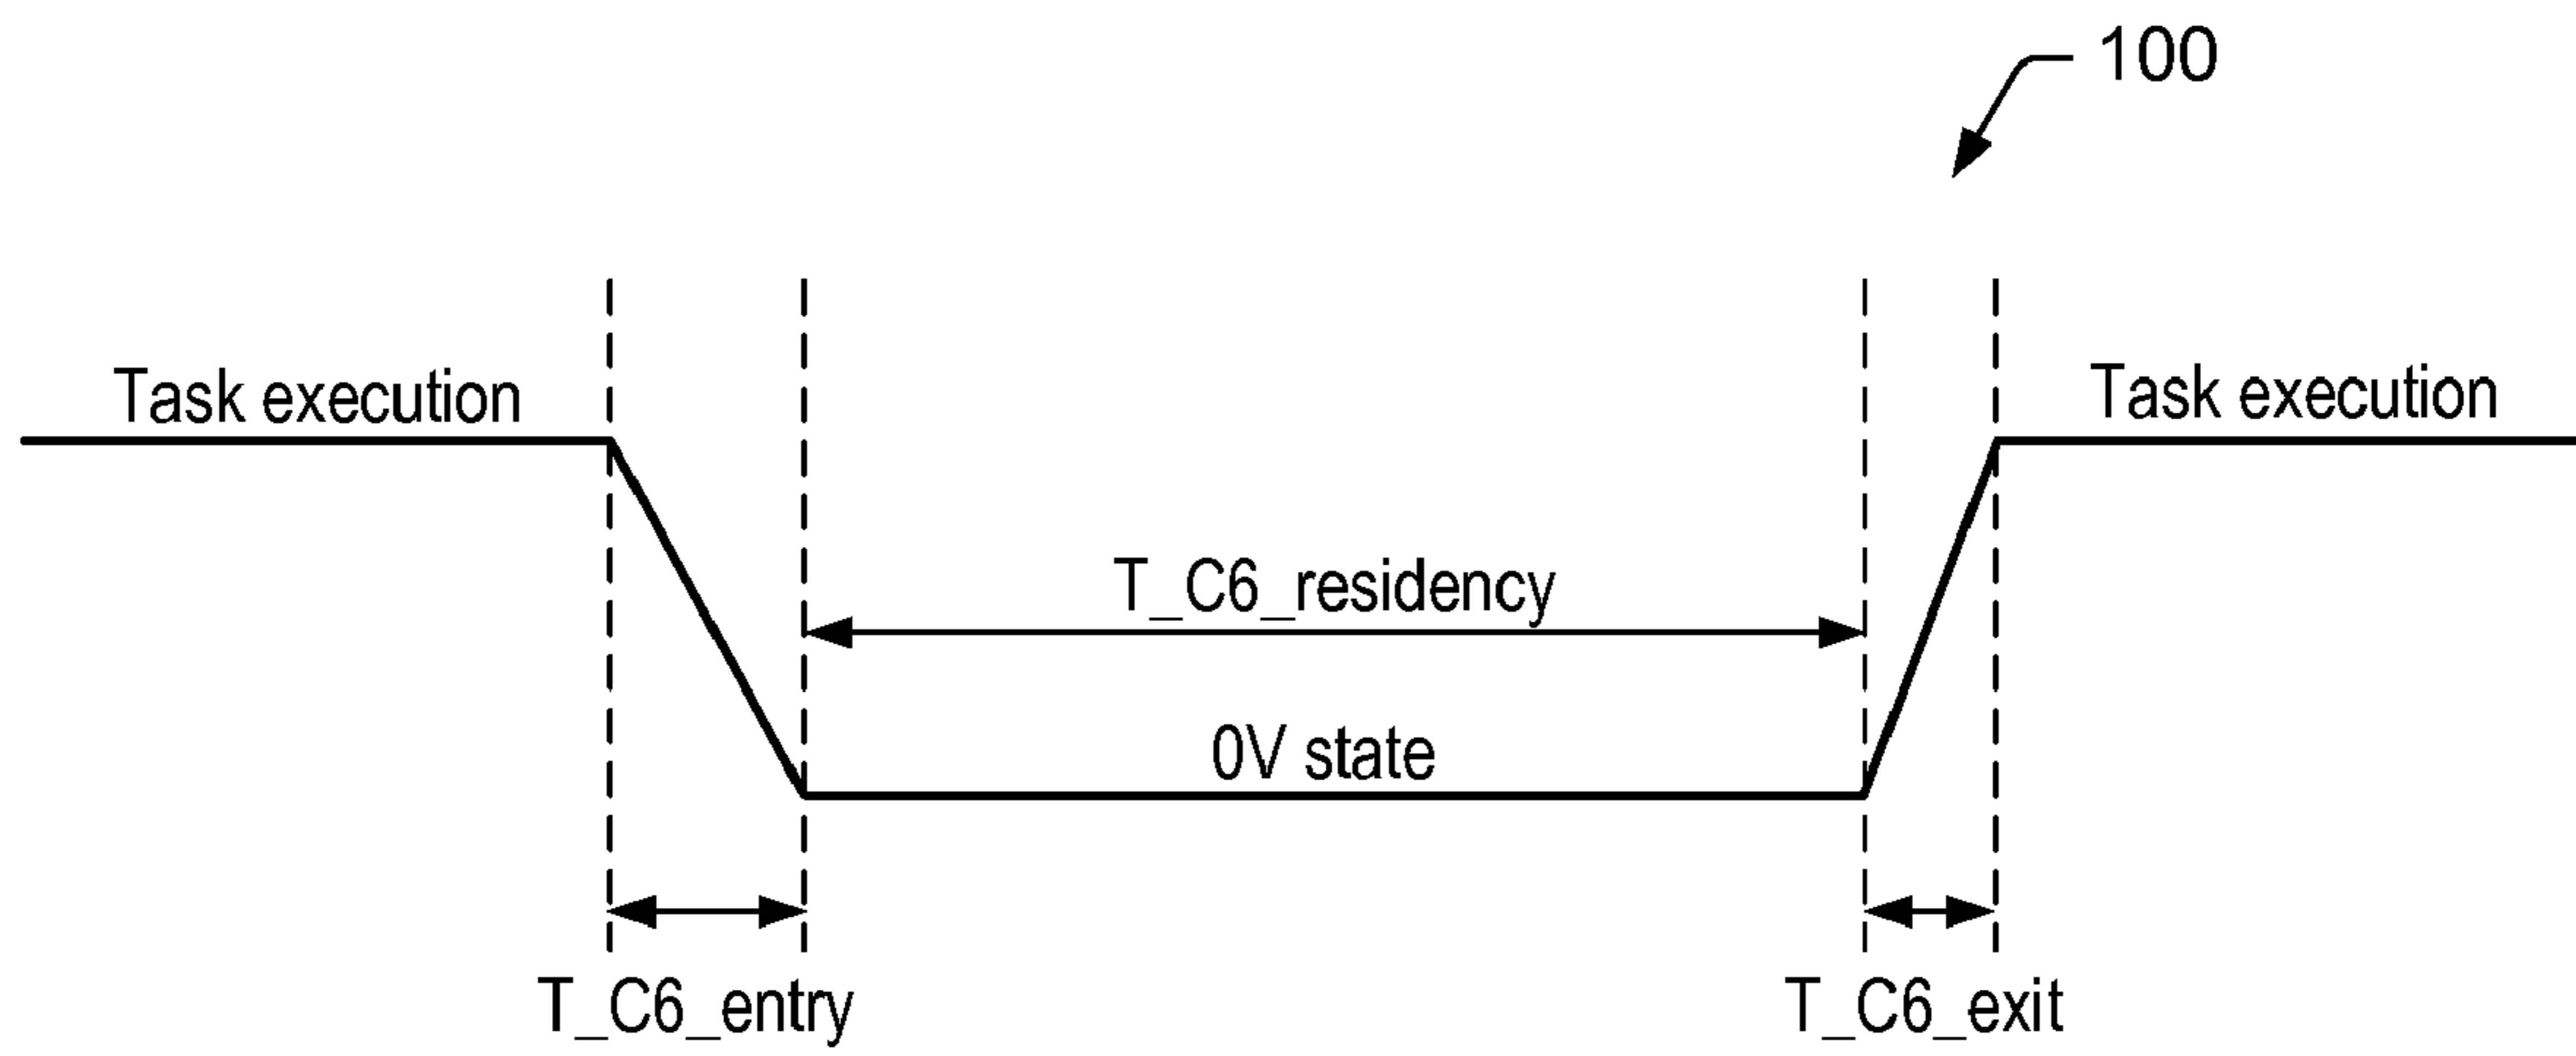 100
Task execution
Task execution
T_C6_residency
0V state
T_C6_entry
T_C6_exit